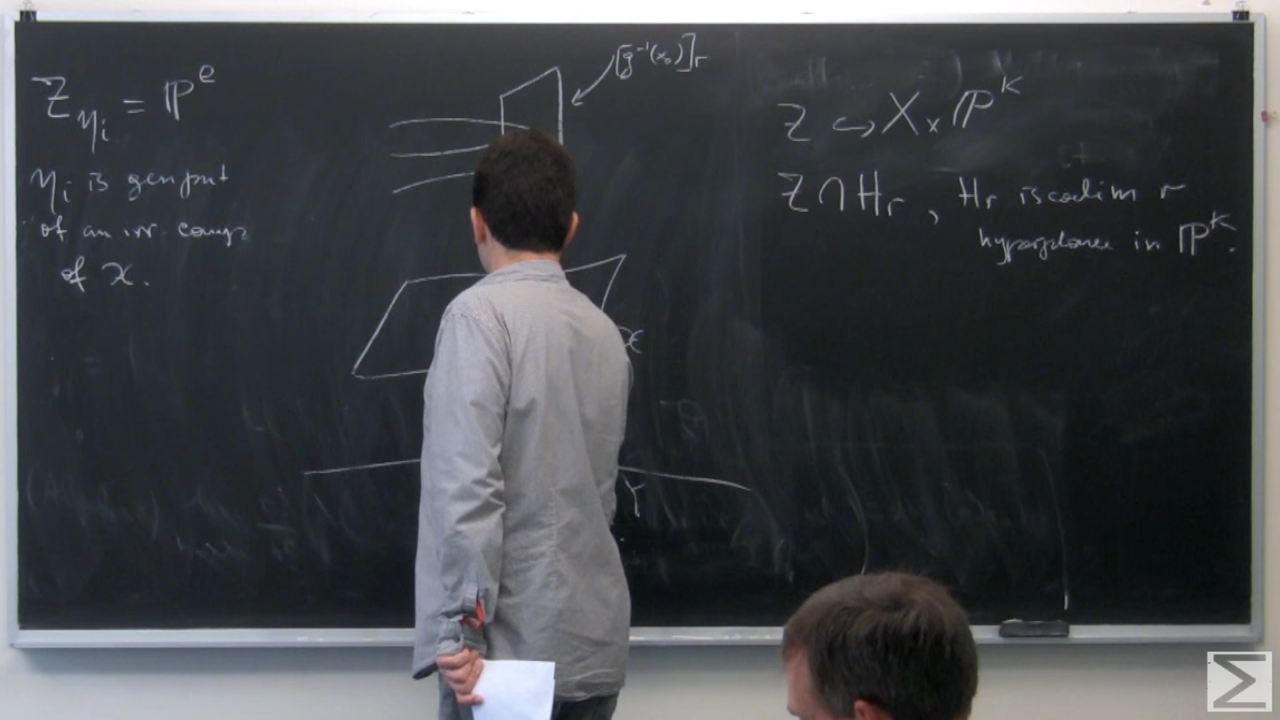 Z_{η_i} = ℙ^e
η_i is gen pnt
of an irr. comp.
of 𝒳.
[g^{-1}(x_0)]_r
𝒳
Y
Z ↪ X × ℙ^k
Z ∩ H_r, H_r is codim r
hyperplane in ℙ^k.
Σ